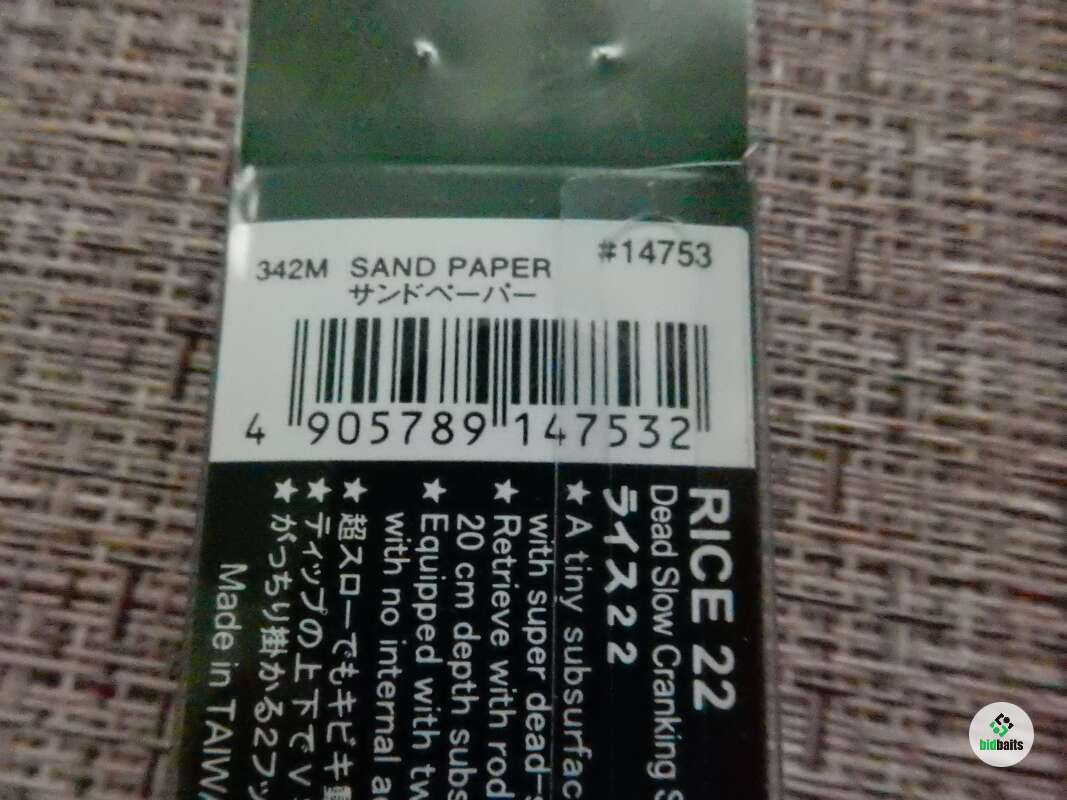 342M SAND PAPER #14753
サンドペーパー
4 905789 147532
RICE 22
Dead Slow Cranking S
ライス22
★ A tiny subsurfac
with super dead-s
★ Retrieve with rod
20 cm depth subs
★ Equipped with tw
with no internal a
★ 超スローでもキビキビ
★ ティップの上下でV
★ がっちり掛かる2フッ
Made in TAIWA
bidbaits